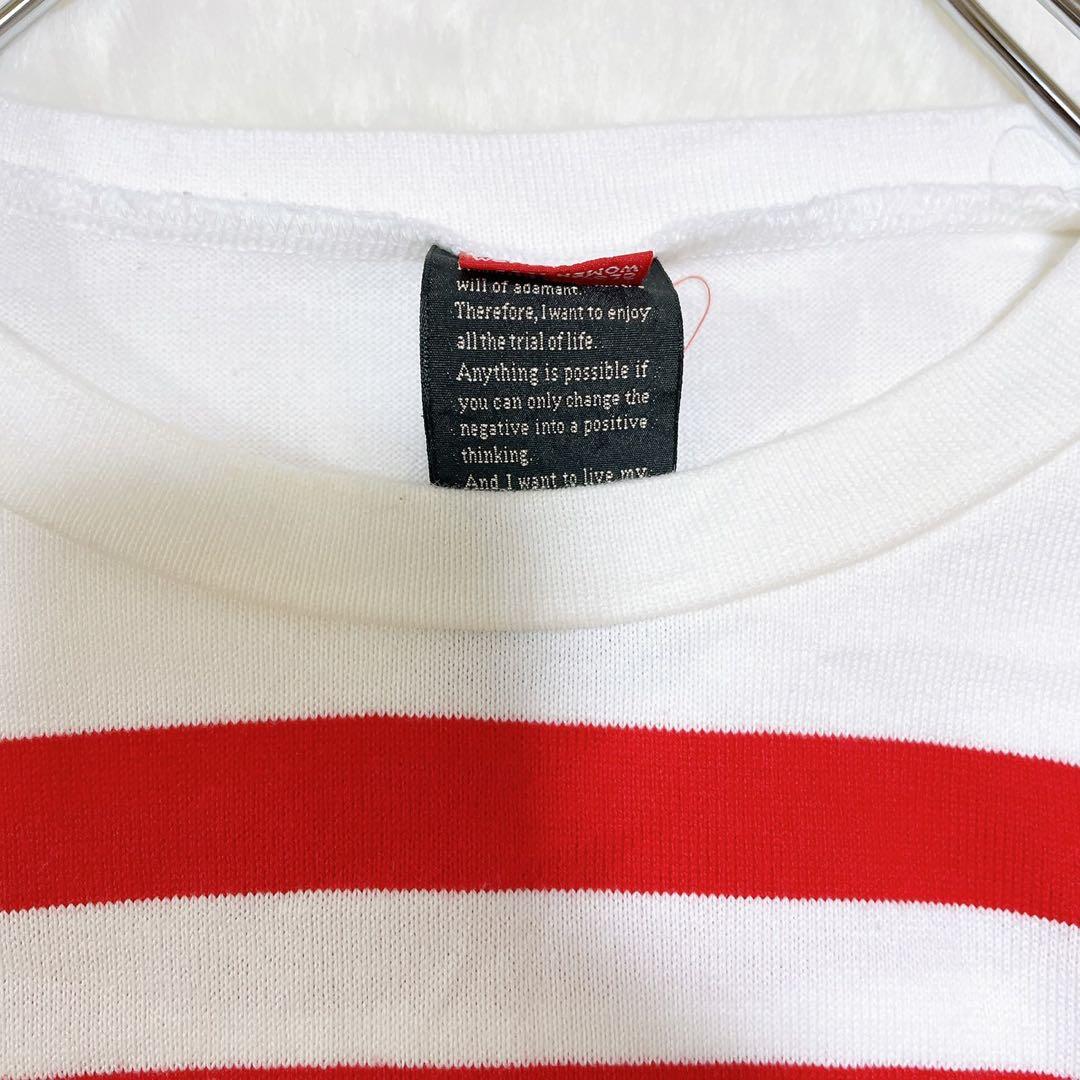 will of adamant.
Therefore, I want to enjoy
all the trial of life.
Anything is possible if
you can only change the
negative into a positive
thinking.
And I want to live my